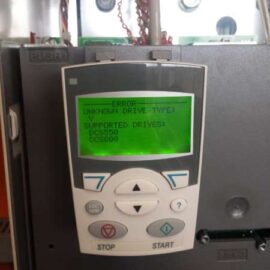 ERROR
UNKNOWN DRIVE TYPE:
SUPPORTED DRIVES:
DCS550
DCS800
?
STOP
START